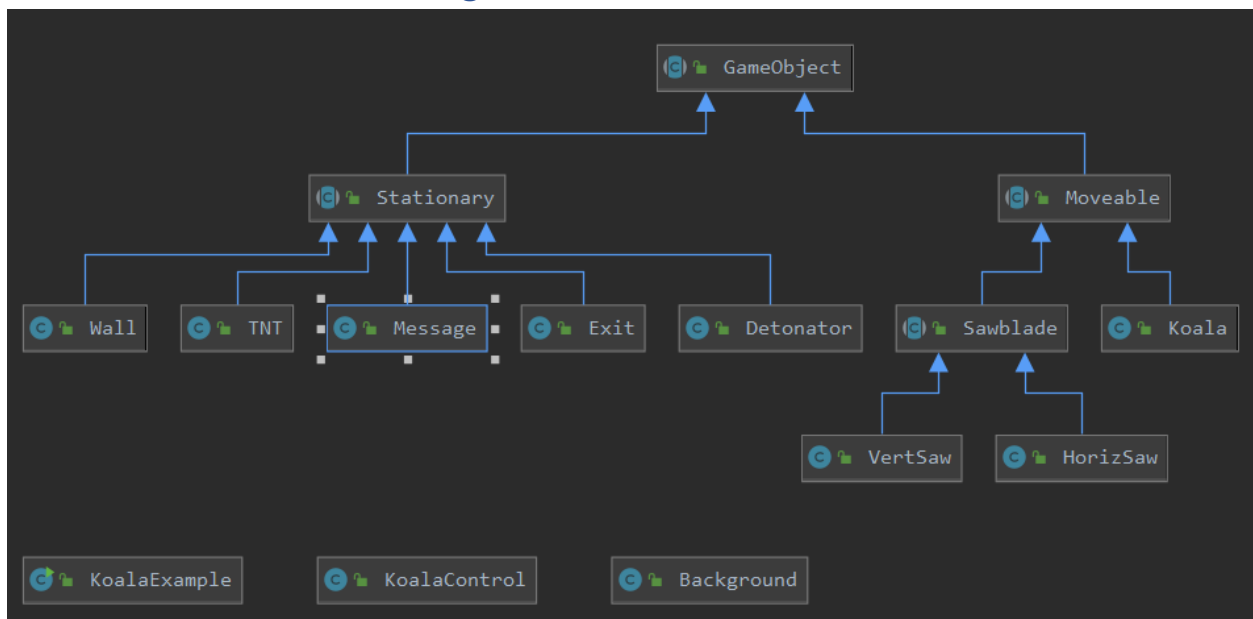 GameObject
Stationary
Moveable
Wall
TNT
Message
Exit
Detonator
Sawblade
Koala
VertSaw
HorizSaw
KoalaExample
KoalaControl
Background